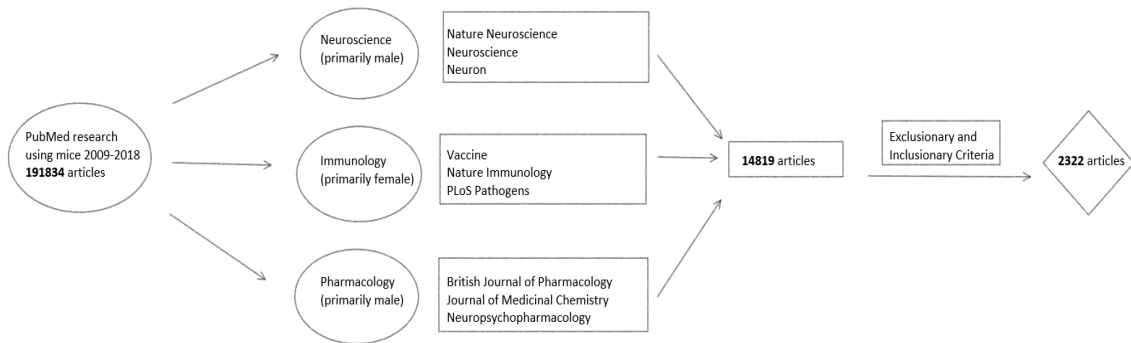 PubMed research
using mice 2009-2018
191834 articles
Neuroscience
(primarily male)
Nature Neuroscience
Neuroscience
Neuron
Immunology
(primarily female)
Vaccine
Nature Immunology
PLoS Pathogens
Pharmacology
(primarily male)
British Journal of Pharmacology
Journal of Medicinal Chemistry
Neuropsychopharmacology
14819 articles
Exclusionary and
Inclusionary Criteria
2322 articles